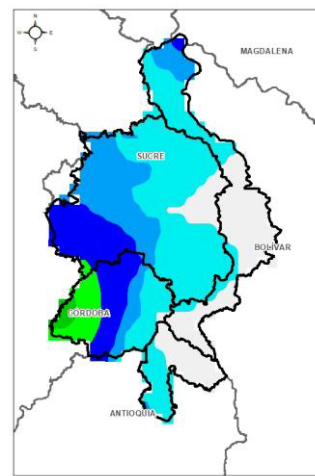 N
W E
S
MAGDALENA
SUCRE
BOLIVAR
CORDOBA
ANTIOQUIA